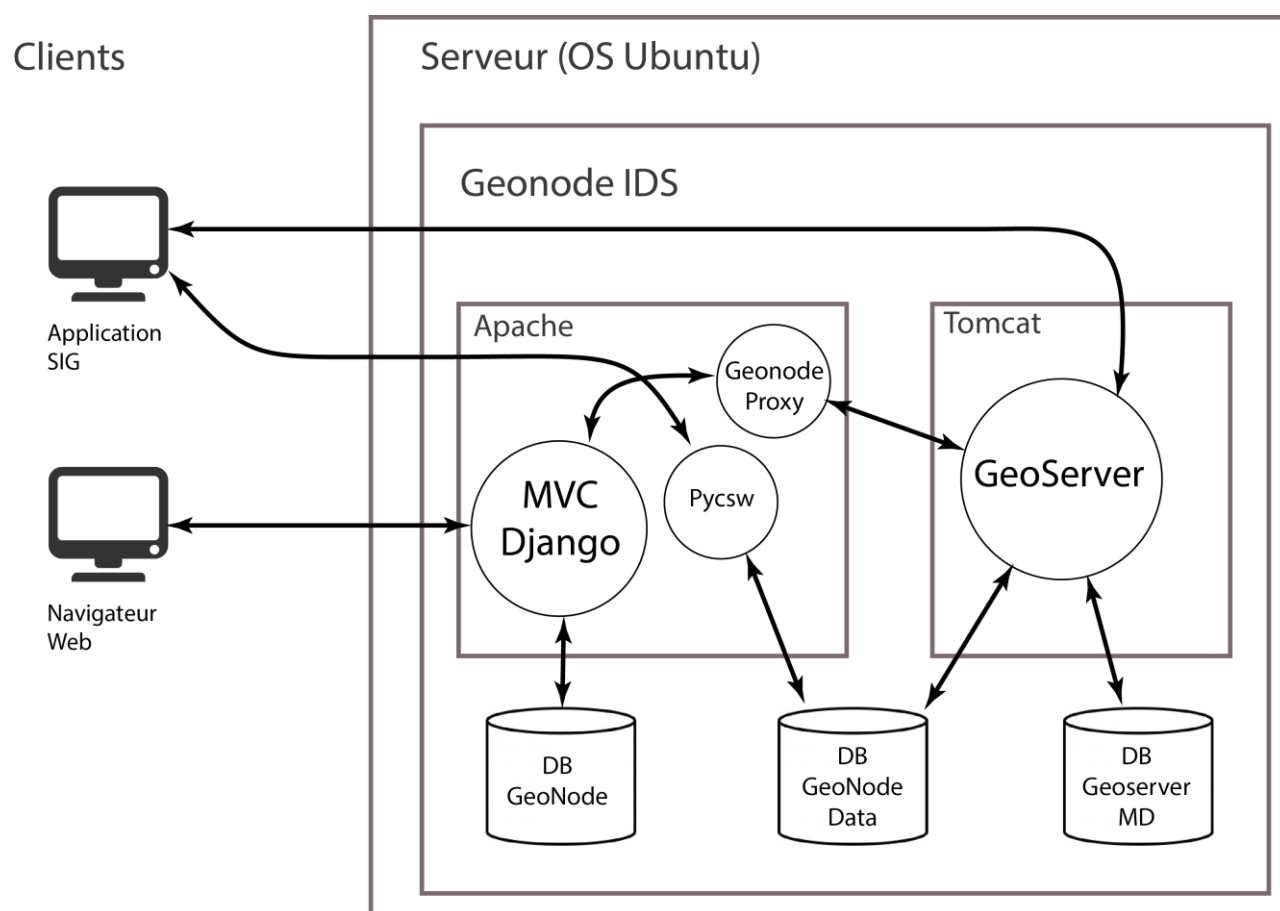 Clients
Serveur (OS Ubuntu)
Geonode IDS
Application
SIG
Apache
Geonode
Proxy
Tomcat
MVC
Django
Pycsw
GeoServer
Navigateur
Web
DB
GeoNode
DB
GeoNode
Data
DB
Geoserver
MD